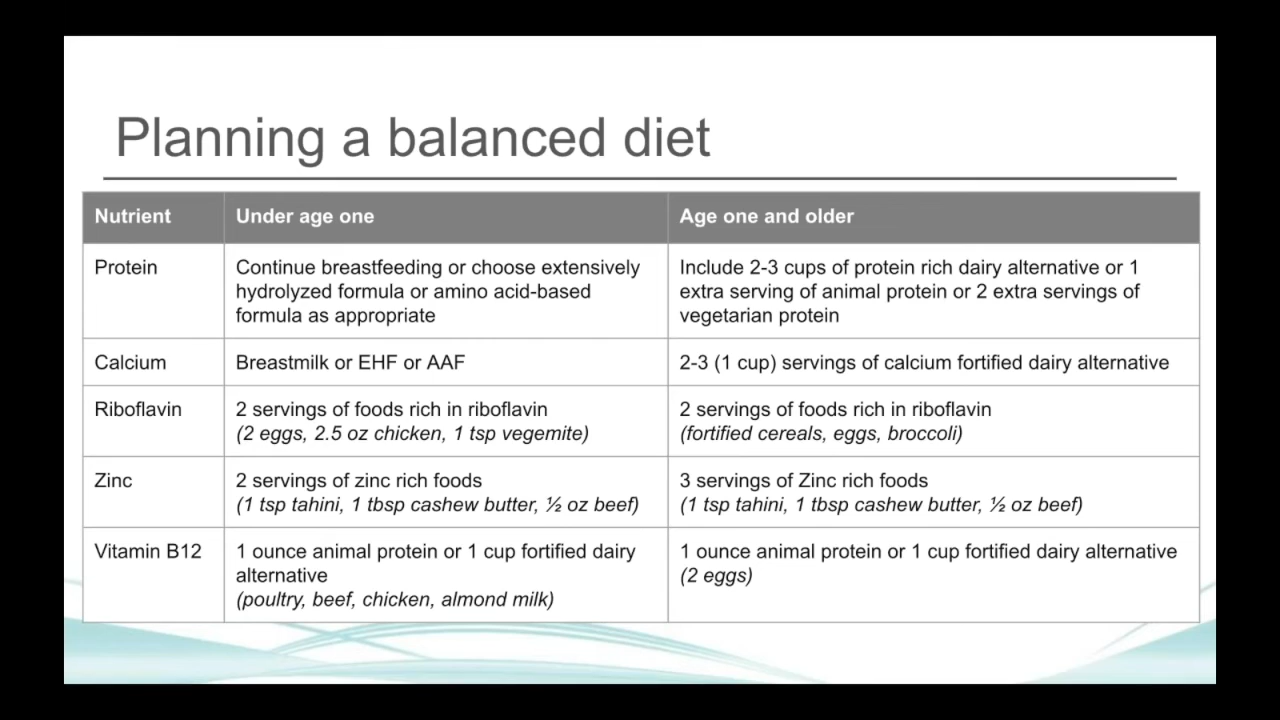 Planning a balanced diet
Nutrient
Under age one
Age one and older
Protein
Continue breastfeeding or choose extensively
hydrolyzed formula or amino acid-based
formula as appropriate
Include 2-3 cups of protein rich dairy alternative or 1
extra serving of animal protein or 2 extra servings of
vegetarian protein
Calcium
Breastmilk or EHF or AAF
2-3 (1 cup) servings of calcium fortified dairy alternative
Riboflavin
2 servings of foods rich in riboflavin
(2 eggs, 2.5 oz chicken, 1 tsp vegemite)
2 servings of foods rich in riboflavin
(fortified cereals, eggs, broccoli)
Zinc
2 servings of zinc rich foods
(1 tsp tahini, 1 tbsp cashew butter, ½ oz beef)
3 servings of Zinc rich foods
(1 tsp tahini, 1 tbsp cashew butter, ½ oz beef)
Vitamin B12
1 ounce animal protein or 1 cup fortified dairy
alternative
(poultry, beef, chicken, almond milk)
1 ounce animal protein or 1 cup fortified dairy alternative
(2 eggs)